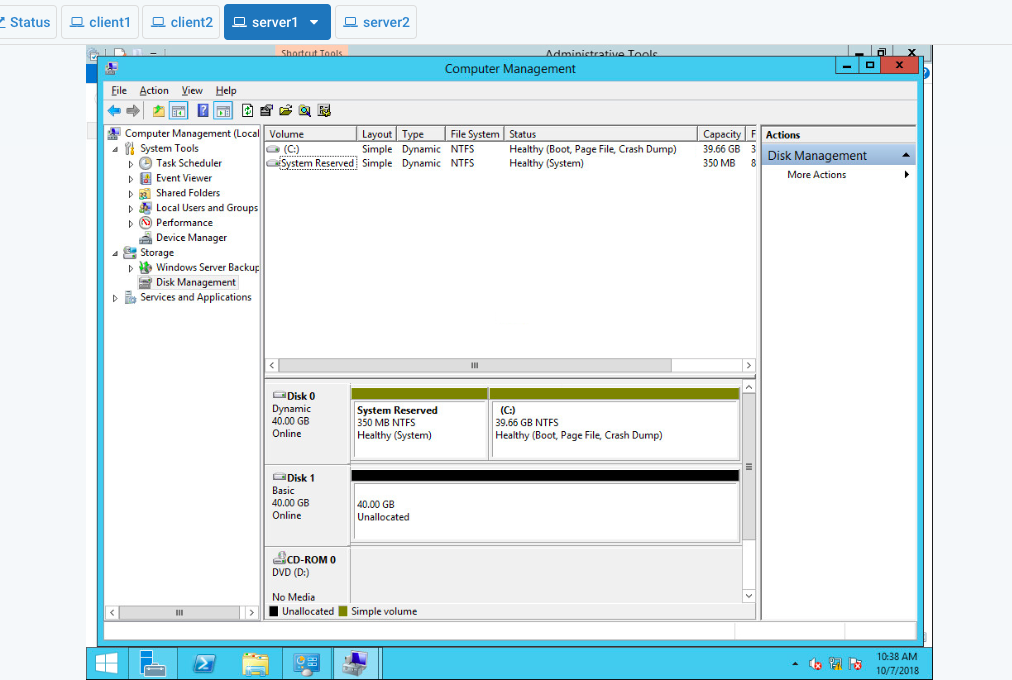 Status client1 client2 server1 server2
Shortcut Tools Administrative Tools
Computer Management
File Action View Help
Computer Management (Local
System Tools
Task Scheduler
Event Viewer
Shared Folders
Local Users and Groups
Performance
Device Manager
Storage
Windows Server Backup
Disk Management
Services and Applications
Volume Layout Type File System Status Capacity F
(C:) Simple Dynamic NTFS Healthy (Boot, Page File, Crash Dump) 39.66 GB 3
System Reserved Simple Dynamic NTFS Healthy (System) 350 MB 8
Actions
Disk Management
More Actions
Disk 0
Dynamic
40.00 GB
Online
System Reserved
350 MB NTFS
Healthy (System)
(C:)
39.66 GB NTFS
Healthy (Boot, Page File, Crash Dump)
Disk 1
Basic
40.00 GB
Online
40.00 GB
Unallocated
CD-ROM 0
DVD (D:)
No Media
Unallocated Simple volume
10:38 AM
10/7/2018